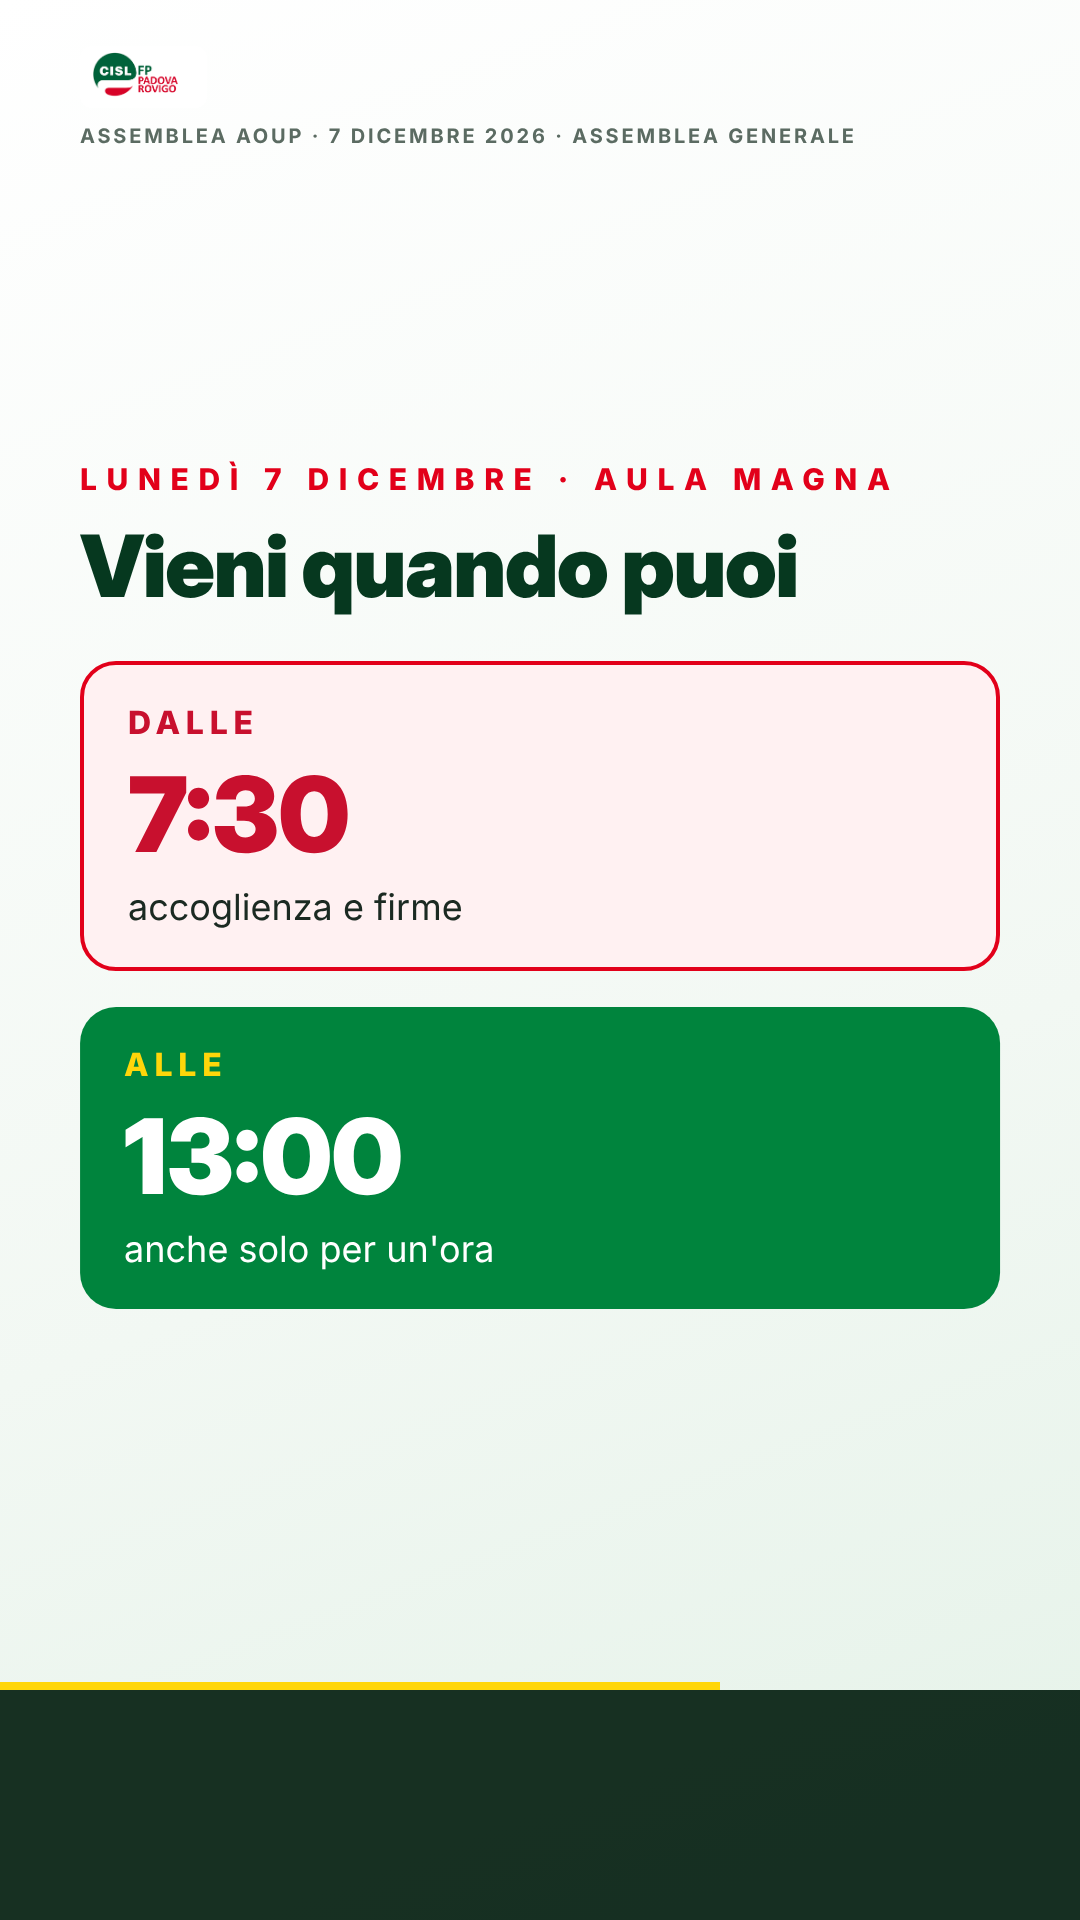 CISL FP
PADOVA
ROVIGO
ASSEMBLEA AOUP · 7 DICEMBRE 2026 · ASSEMBLEA GENERALE
LUNEDÌ 7 DICEMBRE · AULA MAGNA
Vieni quando puoi
DALLE
7:30
accoglienza e firme
ALLE
13:00
anche solo per un'ora